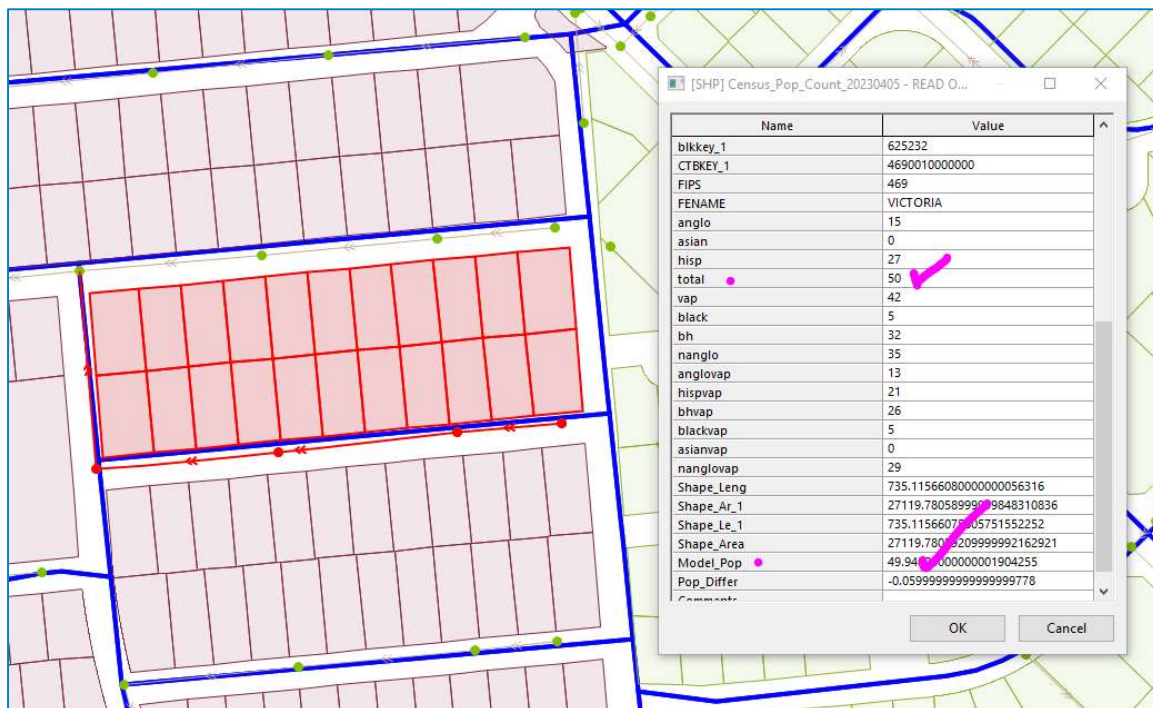 [SHP] Census_Pop_Count_20230405 - READ O...
Name Value
blkkey_1 625232
CTBKEY_1 4690010000000
FIPS 469
FENAME VICTORIA
anglo 15
asian 0
hisp 27
total 50
vap 42
black 5
bh 32
nanglo 35
anglovap 13
hispvap 21
bhvap 26
blackvap 5
asianvap 0
nanglovap 29
Shape_Leng 735.11566080000000056316
Shape_Ar_1
Shape_Le_1
Shape_Area
Model_Pop
Pop_Differ -0.05999999999999999778
Comments
OK Cancel